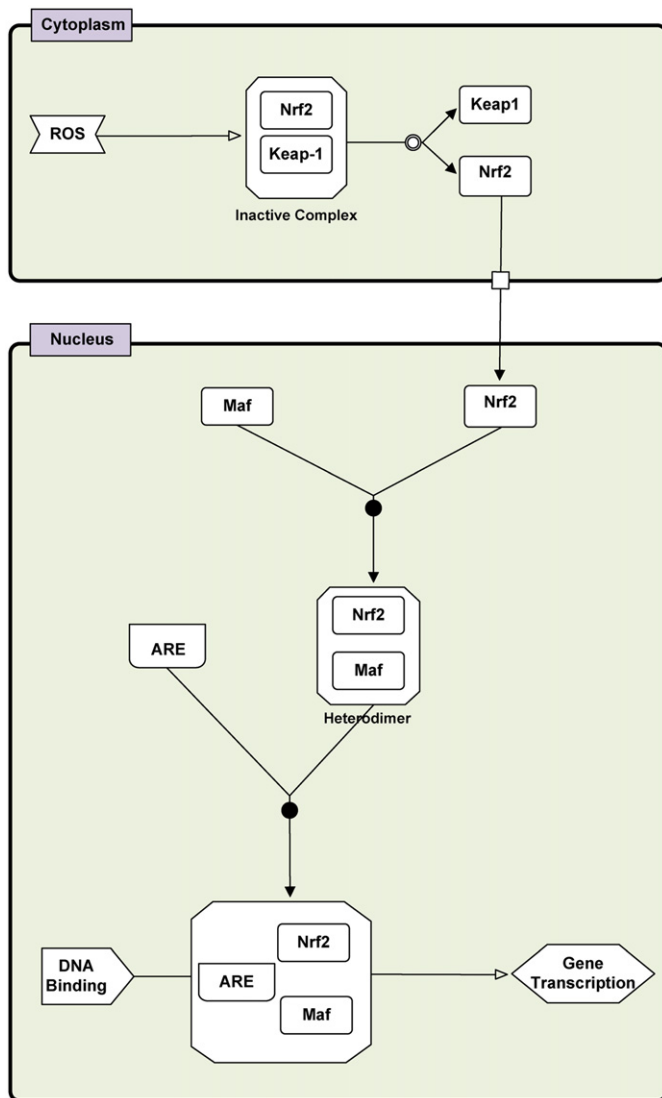 Cytoplasm
ROS
Nrf2
Keap-1
Inactive Complex
Keap1
Nrf2
Nucleus
Maf
Nrf2
Nrf2
Maf
Heterodimer
ARE
DNA
Binding
Nrf2
ARE
Maf
Gene
Transcription